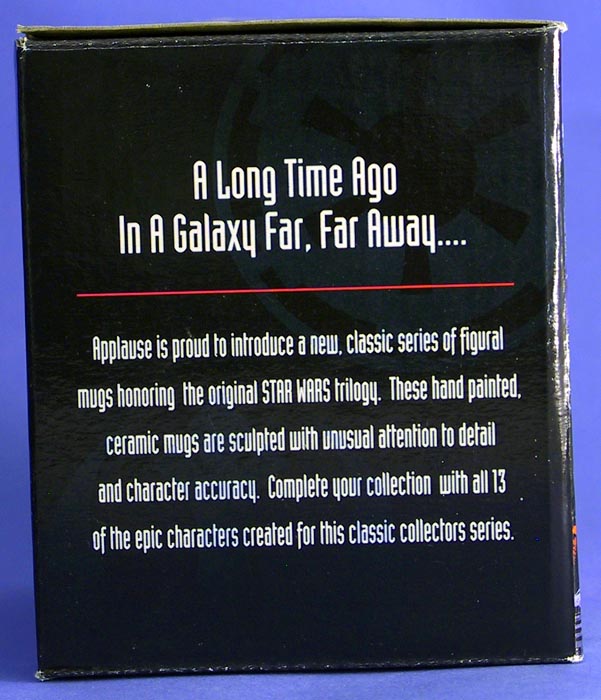 A Long Time Ago
In A Galaxy Far, Far Away....
Applause is proud to introduce a new, classic series of figural
mugs honoring the original STAR WARS trilogy. These hand painted,
ceramic mugs are sculpted with unusual attention to detail
and character accuracy. Complete your collection with all 13
of the epic characters created for this classic collectors series.